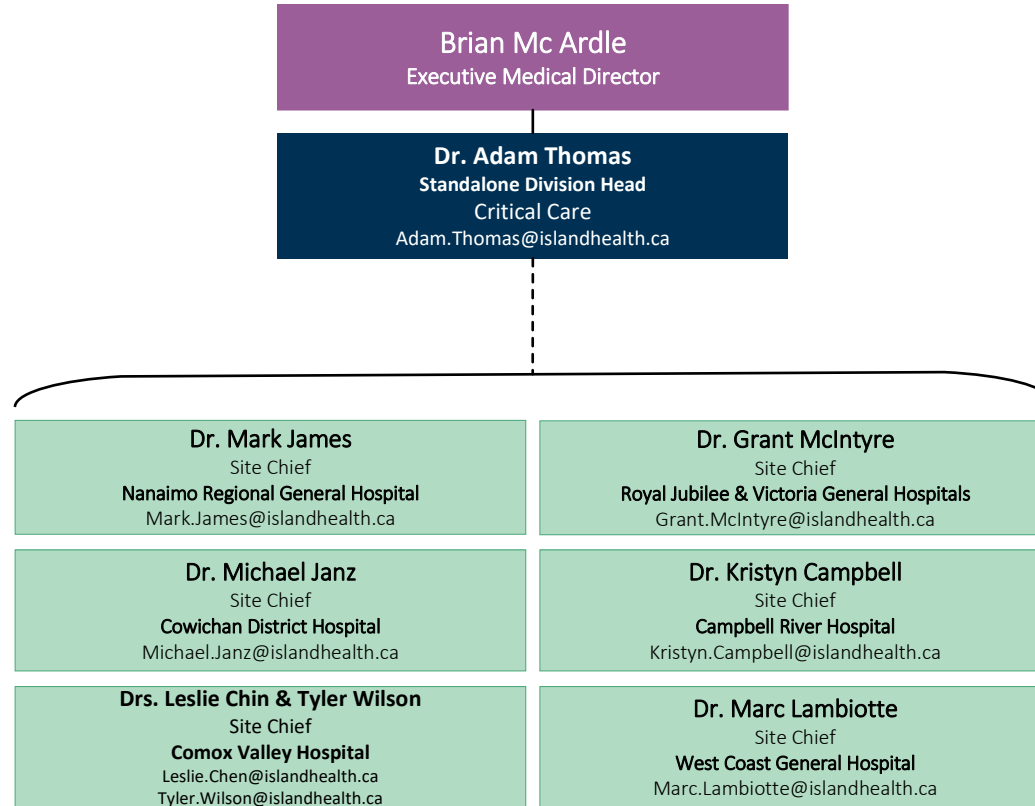 Brian Mc Ardle
Executive Medical Director
Dr. Adam Thomas
Standalone Division Head
Critical Care
Adam.Thomas@islandhealth.ca
Dr. Mark James
Site Chief
Nanaimo Regional General Hospital
Mark.James@islandhealth.ca
Dr. Grant McIntyre
Site Chief
Royal Jubilee & Victoria General Hospitals
Grant.McIntyre@islandhealth.ca
Dr. Michael Janz
Site Chief
Cowichan District Hospital
Michael.Janz@islandhealth.ca
Dr. Kristyn Campbell
Site Chief
Campbell River Hospital
Kristyn.Campbell@islandhealth.ca
Drs. Leslie Chin & Tyler Wilson
Site Chief
Comox Valley Hospital
Leslie.Chen@islandhealth.ca
Tyler.Wilson@islandhealth.ca
Dr. Marc Lambiotte
Site Chief
West Coast General Hospital
Marc.Lambiotte@islandhealth.ca